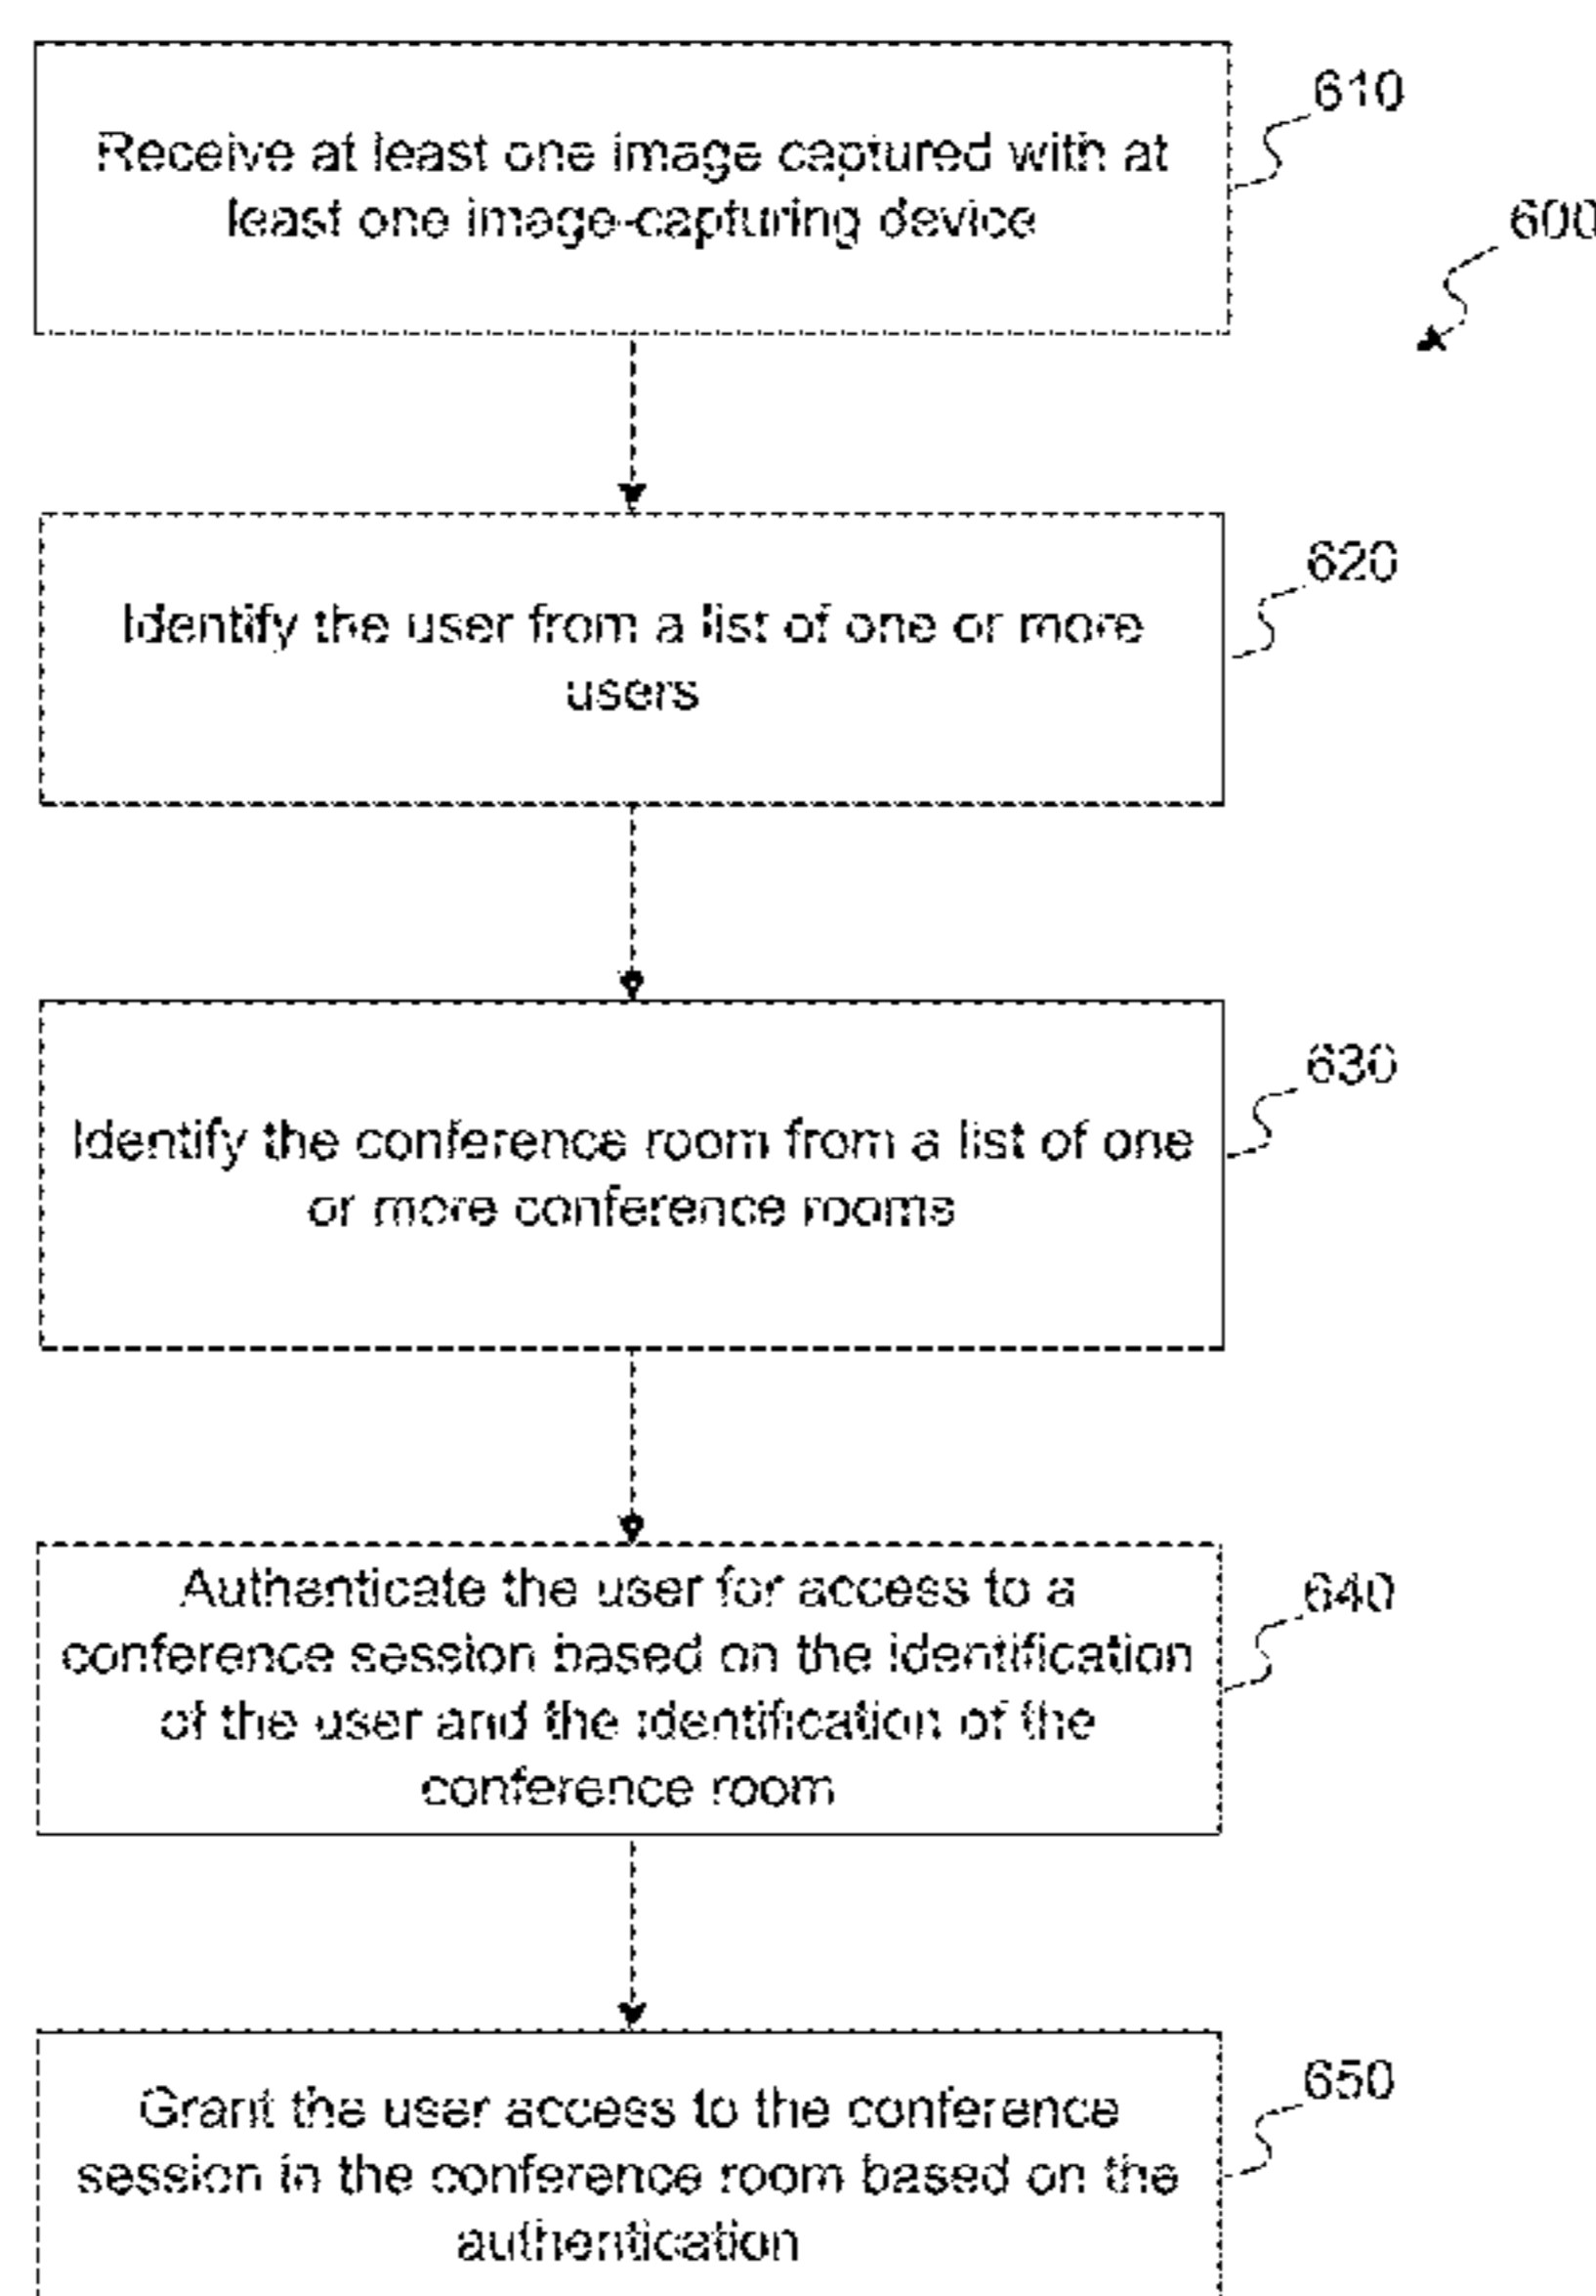 610
Receive at least one image captured with at
least one image-capturing device
600
620
Identify the user from a list of one or more
users
630
Identify the conference room from a list of one
or more conference rooms
640
Authenticate the user for access to a
conference session based on the identification
of the user and the identification of the
conference room
650
Grant the user access to the conference
session in the conference room based on the
authentication